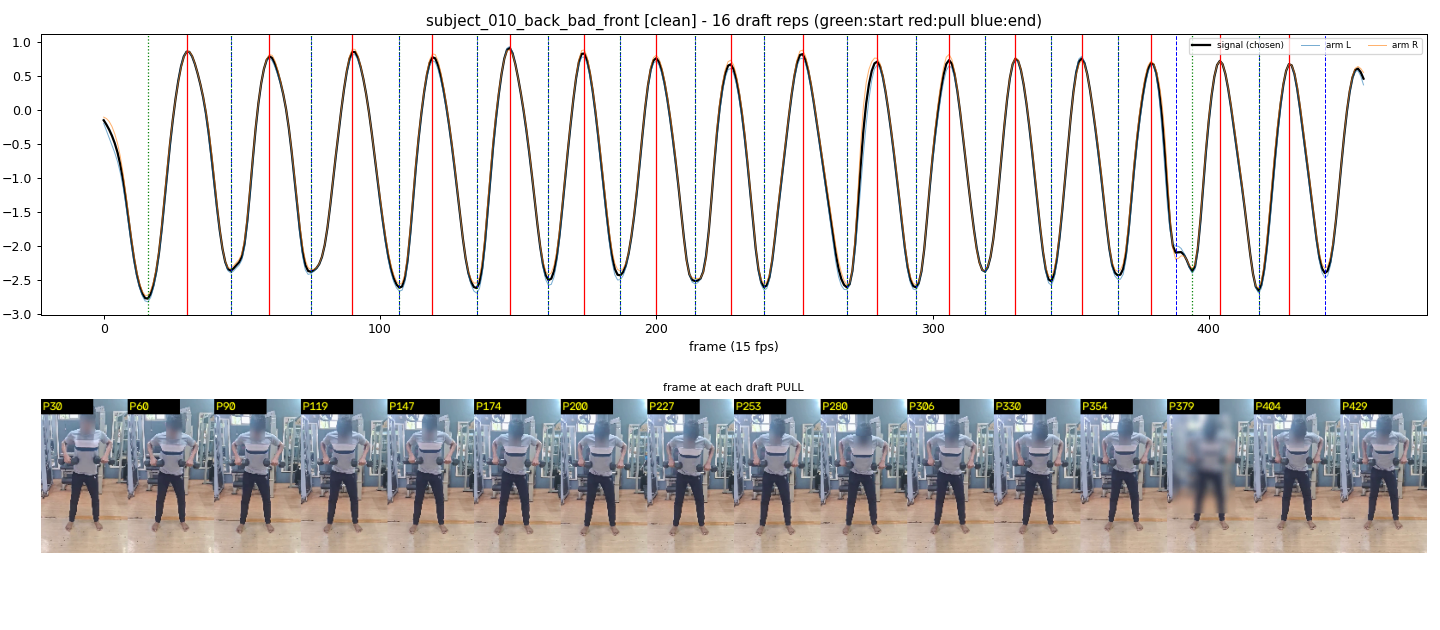 subject_010_back_bad_front [clean] - 16 draft reps (green:start red:pull blue:end)
signal (chosen) arm L arm R
1.0
0.5
0.0
−0.5
−1.0
−1.5
−2.0
−2.5
−3.0
0 100 200 300 400
frame (15 fps)
frame at each draft PULL
P30 P60 P90 P119 P147 P174 P200 P227 P253 P280 P306 P330 P354 P379 P404 P429